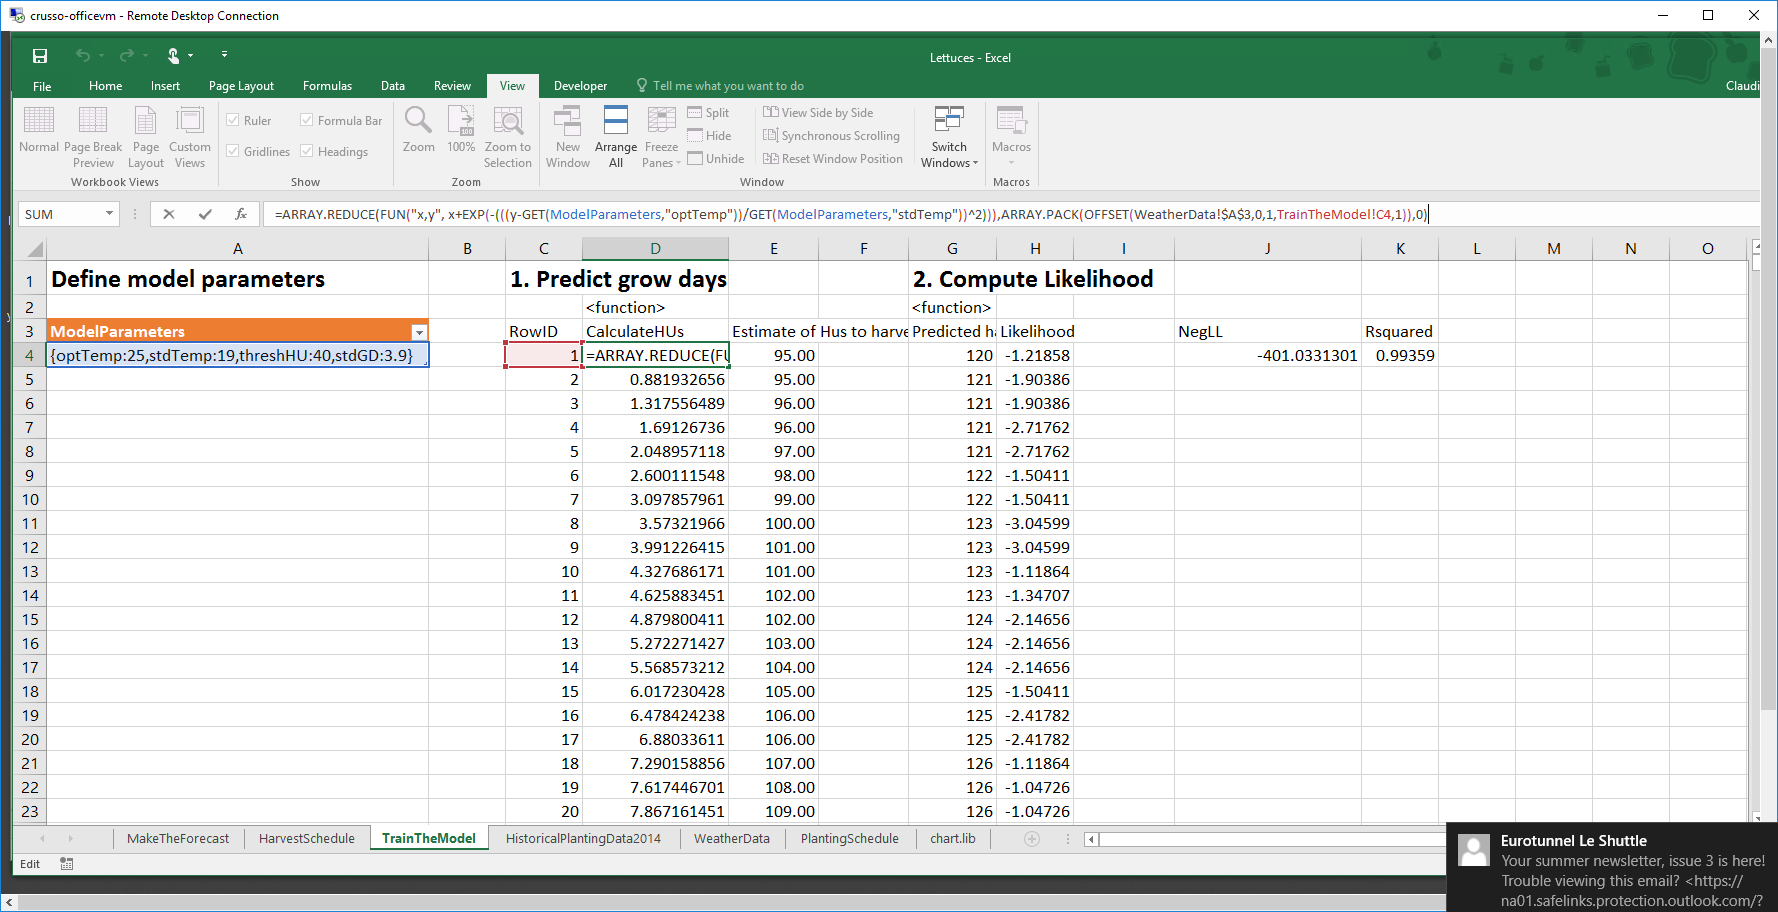 crusso-officevm - Remote Desktop Connection
Lettuces - Excel
File Home Insert Page Layout Formulas Data Review View Developer Tell me what you want to do Claudi
Normal Page Break Preview Page Layout Custom Views
Workbook Views
Ruler Formula Bar
Gridlines Headings
Show
Zoom 100% Zoom to Selection
Zoom
New Window Arrange All Freeze Panes
Split
Hide
Unhide
View Side by Side
Synchronous Scrolling
Reset Window Position
Window
Switch Windows
Macros
Macros
SUM fx =ARRAY.REDUCE(FUN("x,y", x+EXP(-(((y-GET(ModelParameters,"optTemp"))/GET(ModelParameters,"stdTemp"))^2))),ARRAY.PACK(OFFSET(WeatherData!$A$3,0,1,TrainTheModel!C4,1)),0)
A B C D E F G H I J K L M N O
1 Define model parameters 1. Predict grow days 2. Compute Likelihood
2 <function> <function>
3 ModelParameters RowID CalculateHUs Estimate of Hus to harve Predicted ha Likelihood NegLL Rsquared
4 {optTemp:25,stdTemp:19,threshHU:40,stdGD:3.9} 1 =ARRAY.REDUCE(FU 95.00 120 -1.21858 -401.0331301 0.99359
5 2 0.881932656 95.00 121 -1.90386
6 3 1.317556489 96.00 121 -1.90386
7 4 1.69126736 96.00 121 -2.71762
8 5 2.048957118 97.00 121 -2.71762
9 6 2.600111548 98.00 122 -1.50411
10 7 3.097857961 99.00 122 -1.50411
11 8 3.57321966 100.00 123 -3.04599
12 9 3.991226415 101.00 123 -3.04599
13 10 4.327686171 101.00 123 -1.11864
14 11 4.625883451 102.00 123 -1.34707
15 12 4.879800411 102.00 124 -2.14656
16 13 5.272271427 103.00 124 -2.14656
17 14 5.568573212 104.00 124 -2.14656
18 15 6.017230428 105.00 125 -1.50411
19 16 6.478424238 106.00 125 -2.41782
20 17 6.88033611 106.00 125 -2.41782
21 18 7.290158856 107.00 126 -1.11864
22 19 7.617446701 108.00 126 -1.04726
23 20 7.867161451 109.00 126 -1.04726
MakeTheForecast HarvestSchedule TrainTheModel HistoricalPlantingData2014 WeatherData PlantingSchedule chart.lib
Edit
Eurotunnel Le Shuttle
Your summer newsletter, issue 3 is here!
Trouble viewing this email? <https://
na01.safelinks.protection.outlook.com/?